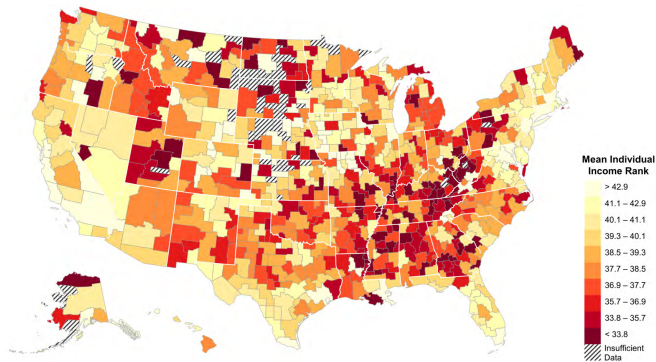 Mean Individual
Income Rank
> 42.9
41.1 – 42.9
40.1 – 41.1
39.3 – 40.1
38.5 – 39.3
37.7 – 38.5
36.9 – 37.7
35.7 – 36.9
33.8 – 35.7
< 33.8
Insufficient
Data